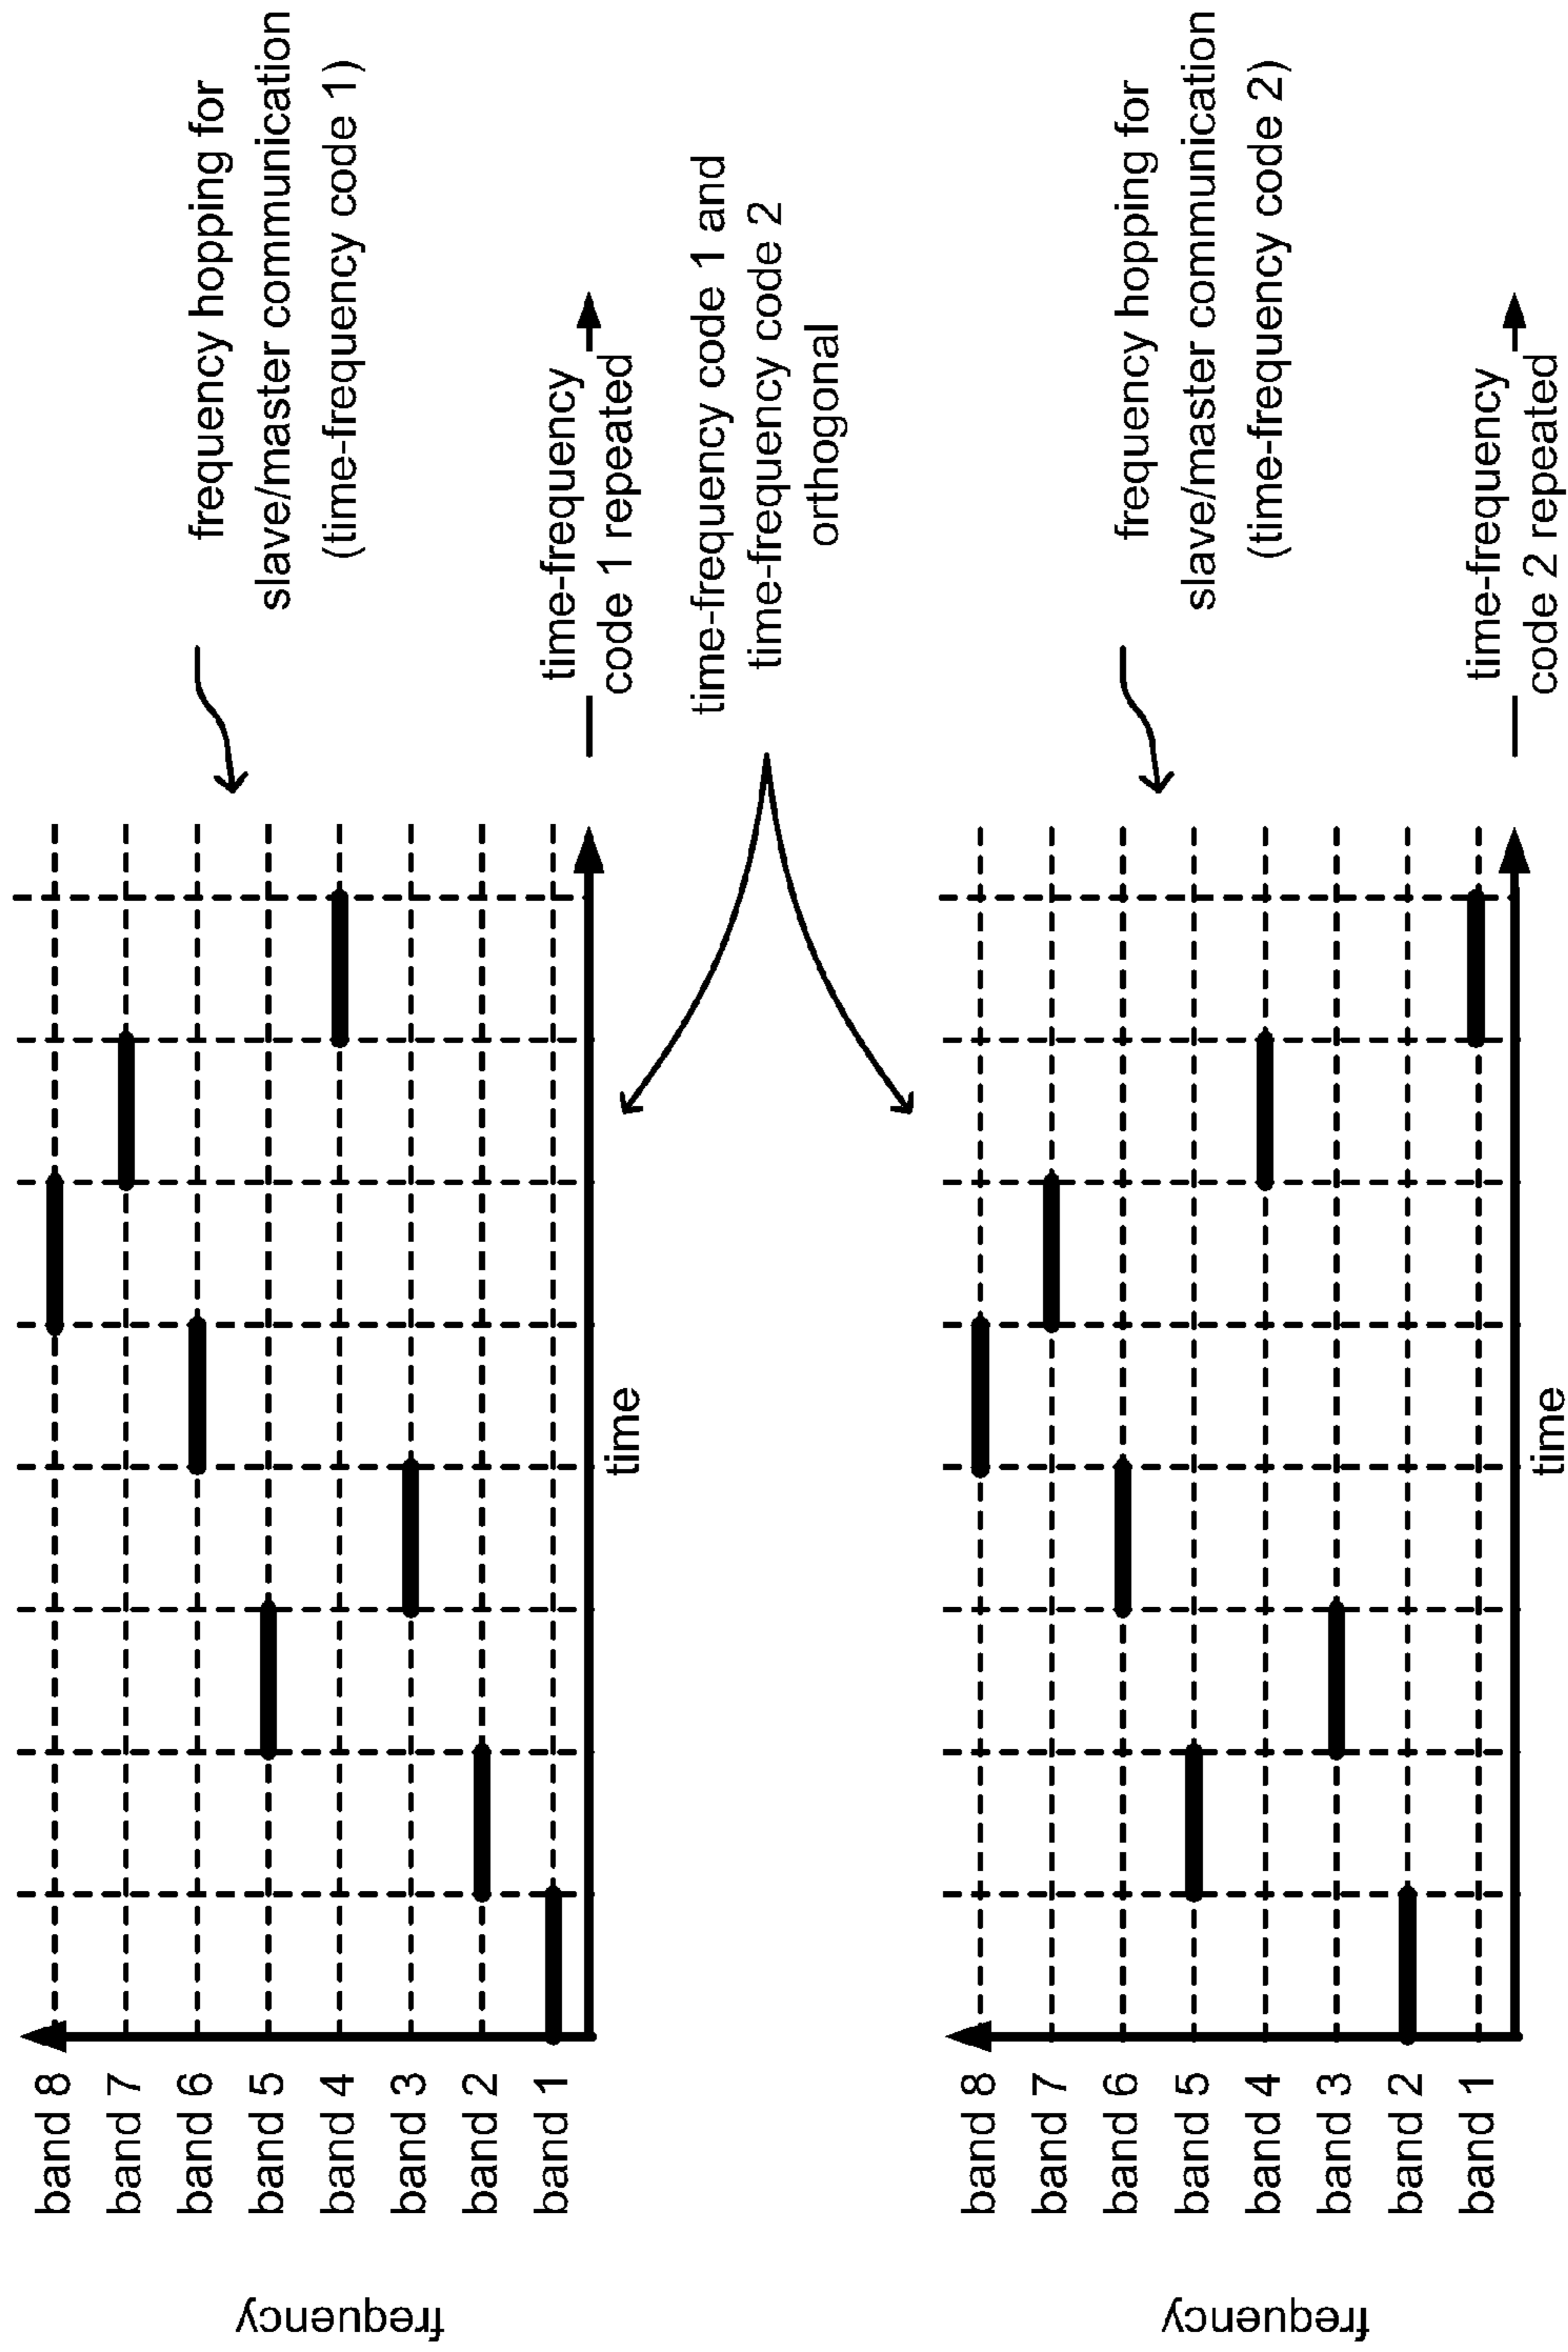 frequency
band 8
band 7
band 6
band 5
band 4
band 3
band 2
band 1
time
frequency hopping for
slave/master communication
(time-frequency code 1)
time-frequency
code 1 repeated
time-frequency code 1 and
time-frequency code 2
orthogonal
frequency
band 8
band 7
band 6
band 5
band 4
band 3
band 2
band 1
time
frequency hopping for
slave/master communication
(time-frequency code 2)
time-frequency
code 2 repeated